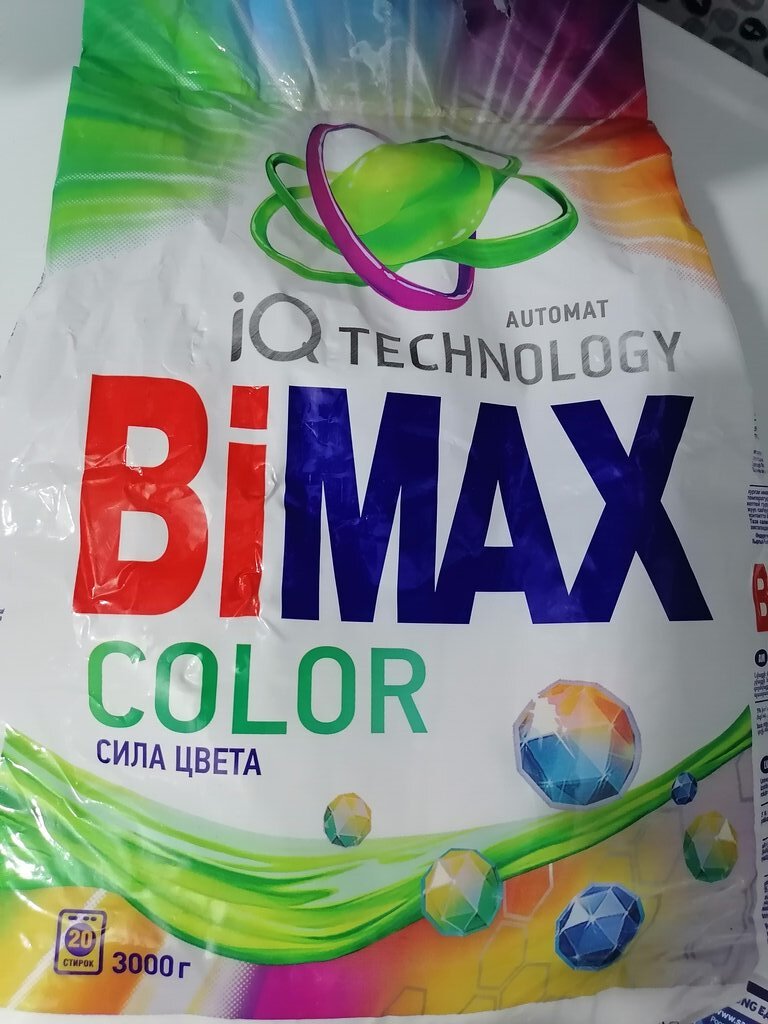 AUTOMAT
iQ TECHNOLOGY
BiMAX
COLOR
СИЛА ЦВЕТА
20
СТИРОК
3000 г